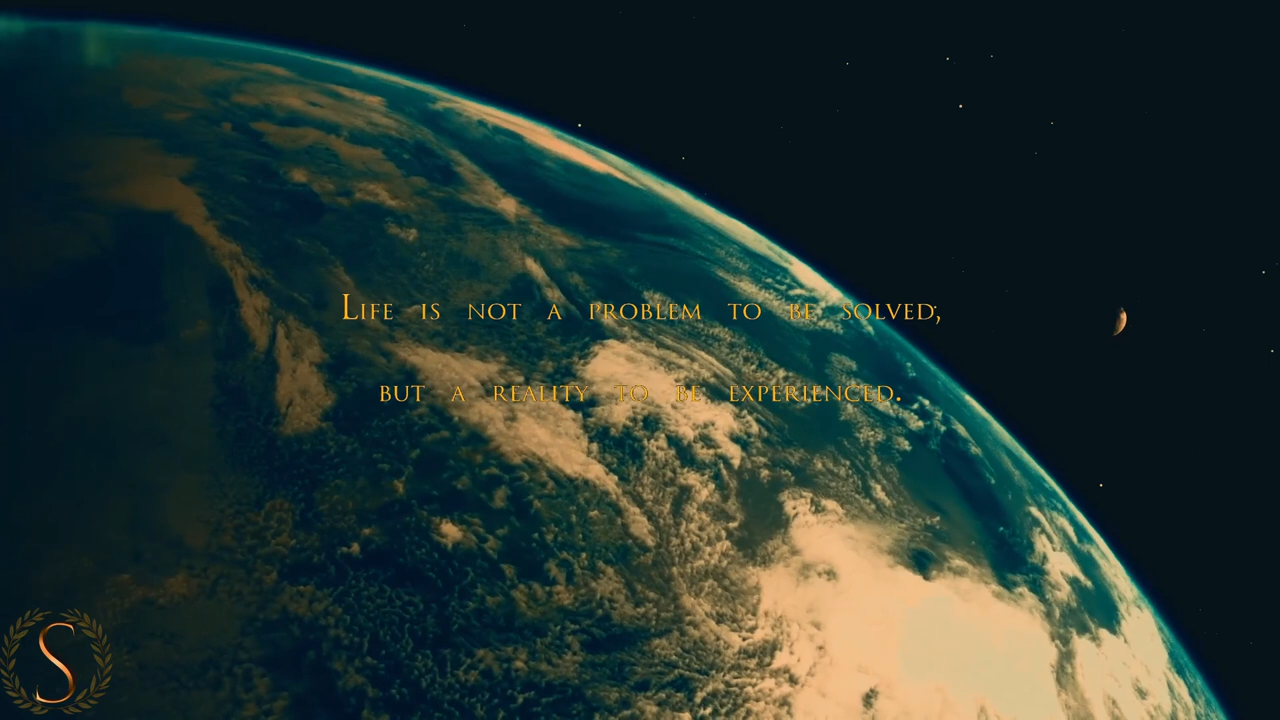 Life is not a problem to be solved;
but a reality to be experienced.
S